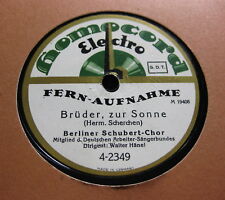 Homocord
Electro
B.D.T.
FERN-AUFNAHME
M 19408
Brüder, zur Sonne
(Herm. Scherchen)
Berliner Schubert-Chor
Mitglied d. Deutschen Arbeiter-Sängerbundes
Dirigent: Walter Hänel
4-2349
MADE IN GERMANY